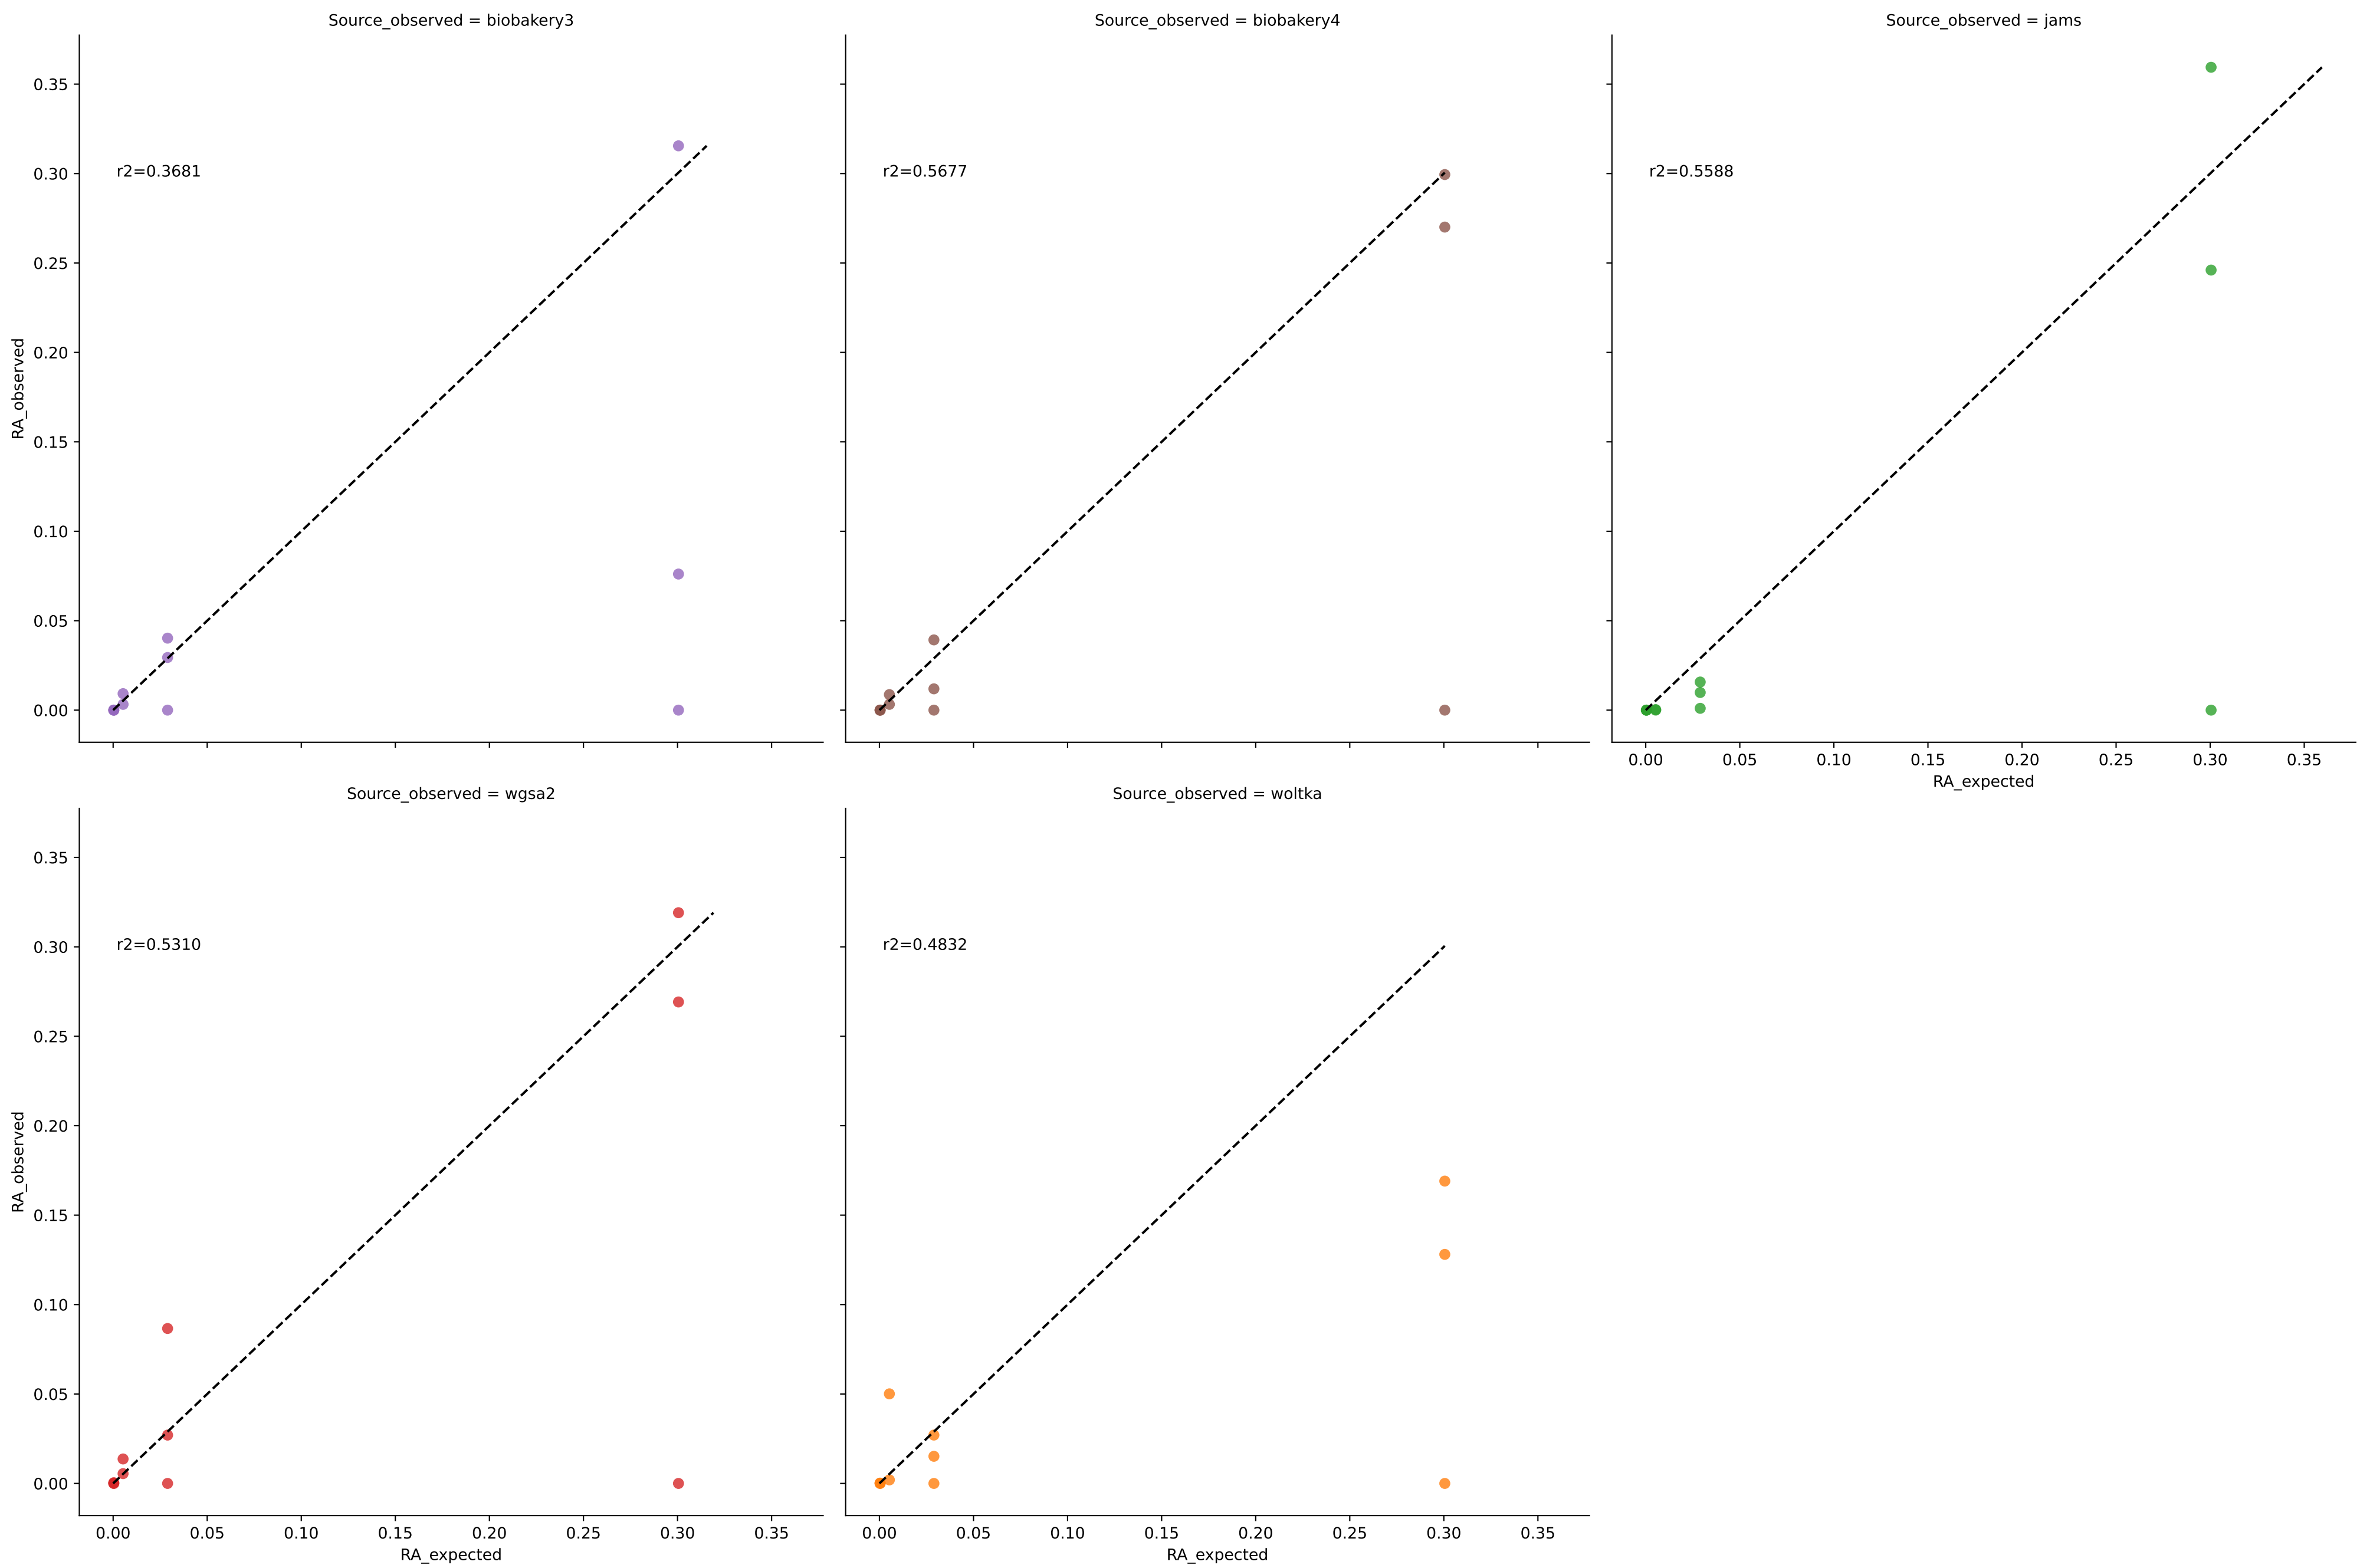 Source_observed = biobakery3
Source_observed = biobakery4
Source_observed = jams
RA_observed
0.35
0.30
0.25
0.20
0.15
0.10
0.05
0.00
r2=0.3681
r2=0.5677
r2=0.5588
0.00 0.05 0.10 0.15 0.20 0.25 0.30 0.35
RA_expected
Source_observed = wgsa2
Source_observed = woltka
RA_observed
0.35
0.30
0.25
0.20
0.15
0.10
0.05
0.00
r2=0.5310
r2=0.4832
0.00 0.05 0.10 0.15 0.20 0.25 0.30 0.35
RA_expected
0.00 0.05 0.10 0.15 0.20 0.25 0.30 0.35
RA_expected